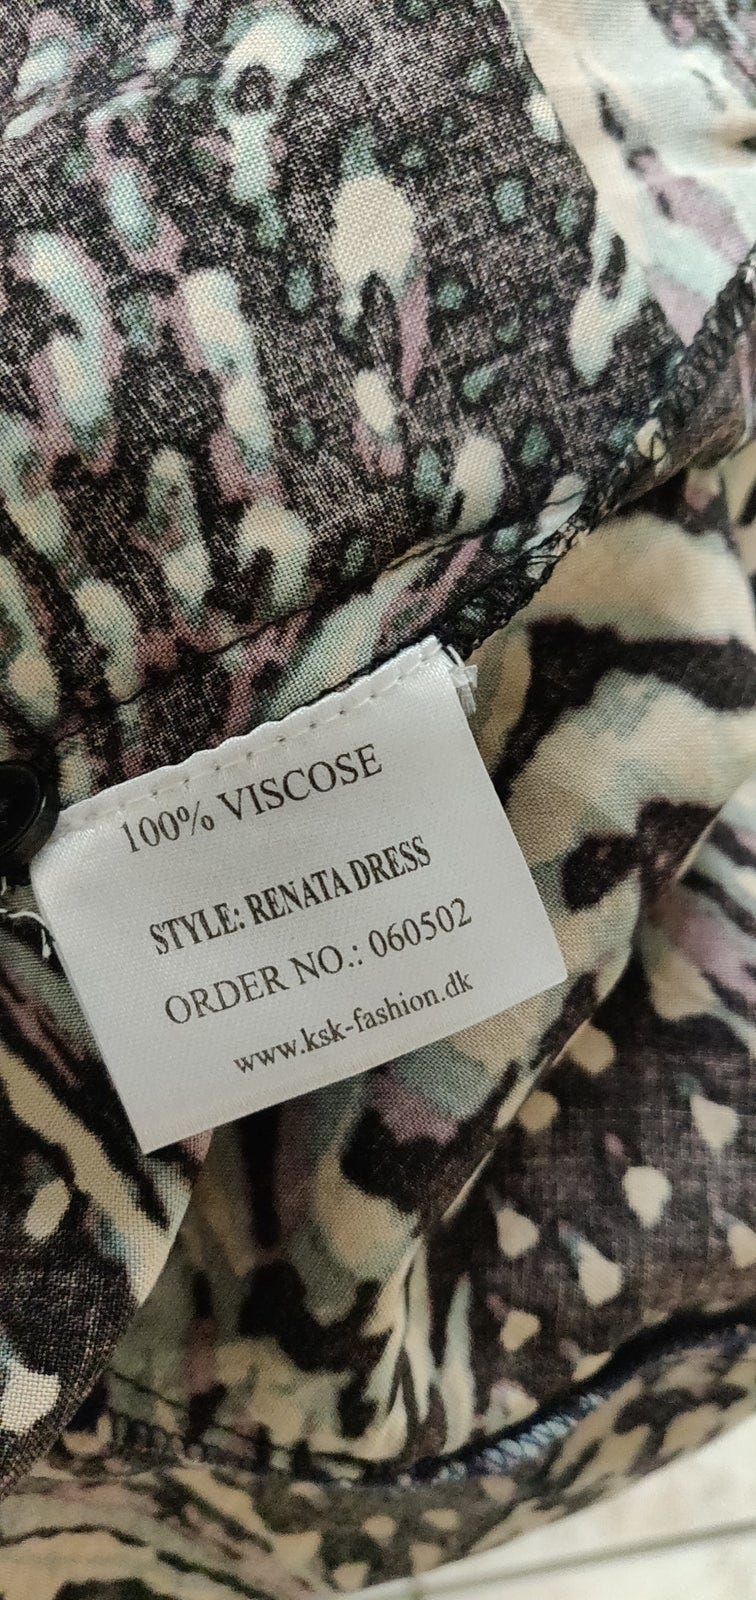 100% VISCOSE
STYLE: RENATA DRESS
ORDER NO.: 060502
www.ksk-fashion.dk